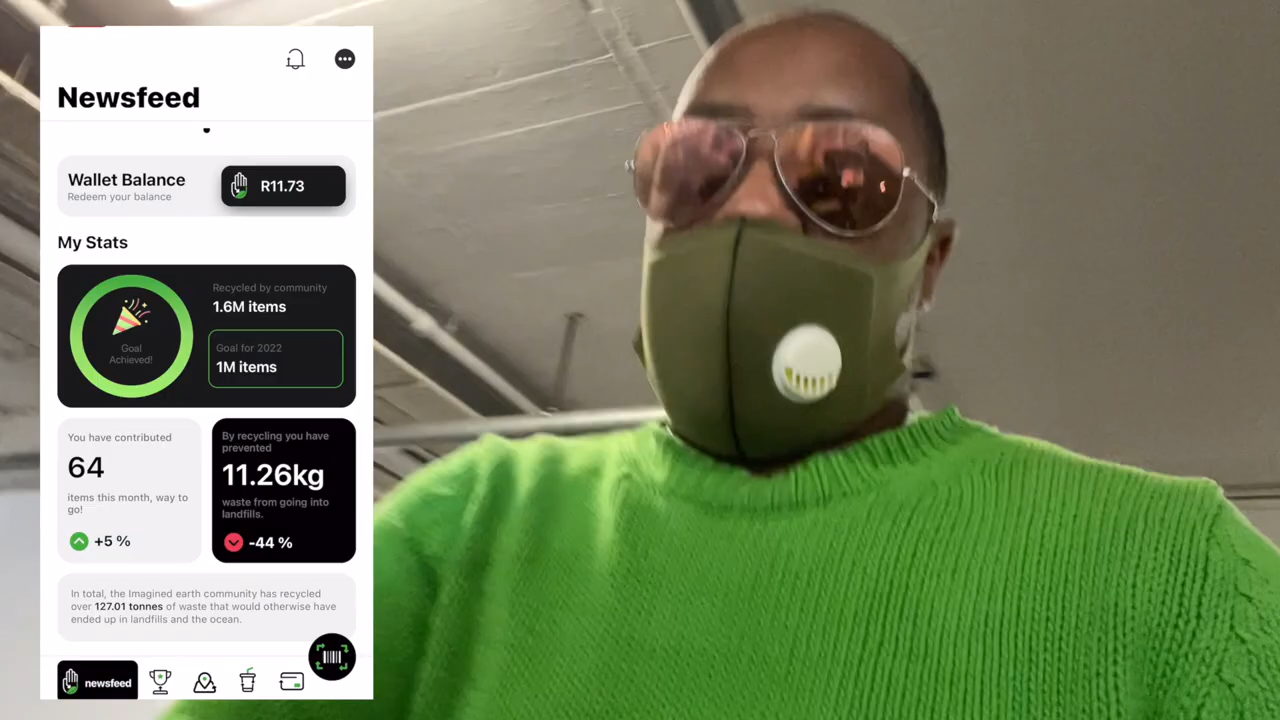 Newsfeed
Wallet Balance
Redeem your balance
R11.73
My Stats
Goal
Achieved!
Recycled by community
1.6M items
Goal for 2022
1M items
You have contributed
64
items this month, way to
go!
+5 %
By recycling you have
prevented
11.26kg
waste from going into
landfills.
-44 %
In total, the Imagined earth community has recycled
over 127.01 tonnes of waste that would otherwise have
ended up in landfills and the ocean.
newsfeed